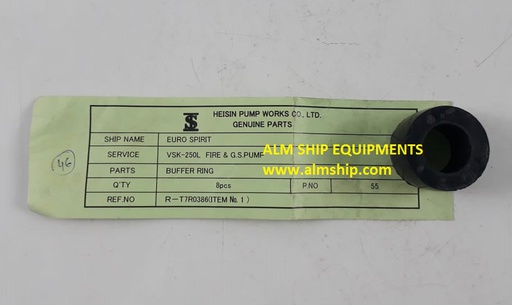 HEISIN PUMP WORKS CO., LTD.
GENUINE PARTS
SHIP NAME EURO SPIRIT
SERVICE VSK-250L FIRE & G.S.PUMP
PARTS BUFFER RING
Q'TY 8pcs P.NO 55
REF.NO R-T7R0386(ITEM №. 1 )
46
ALM SHIP EQUIPMENTS
www.almship.com